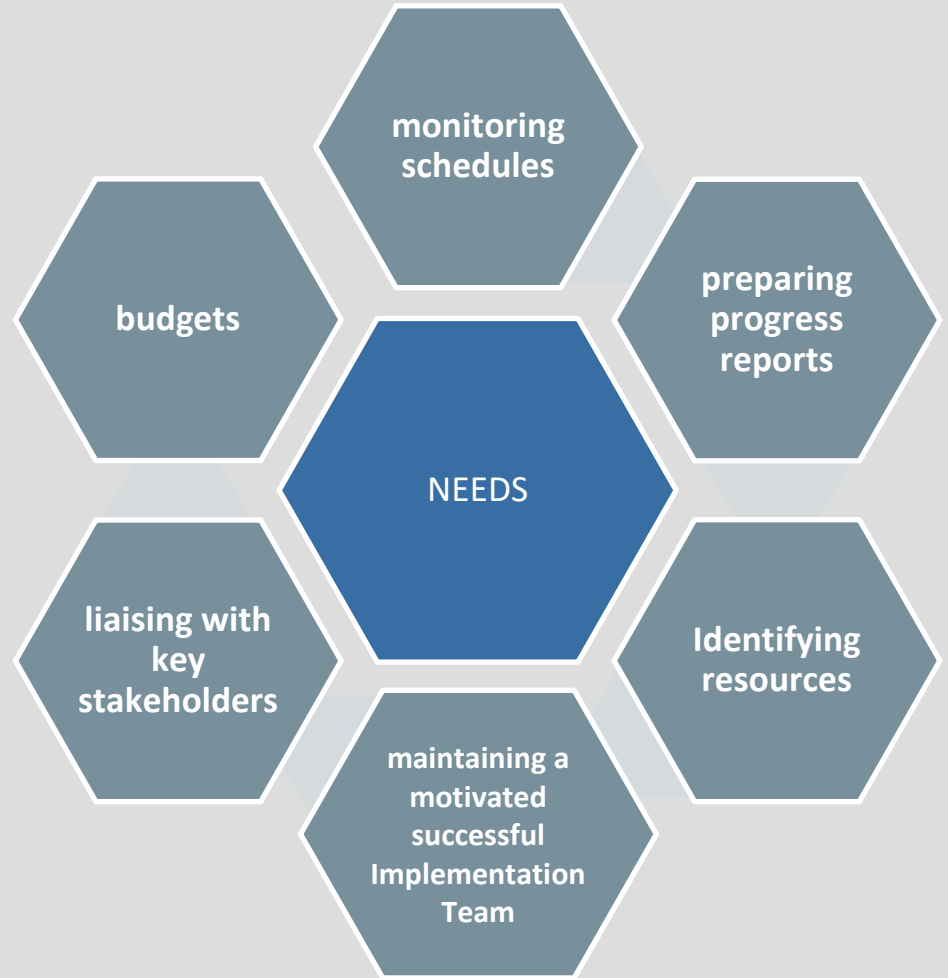 monitoring
schedules
preparing
progress
reports
Identifying
resources
maintaining a
motivated
successful
Implementation
Team
liaising with
key
stakeholders
budgets
NEEDS